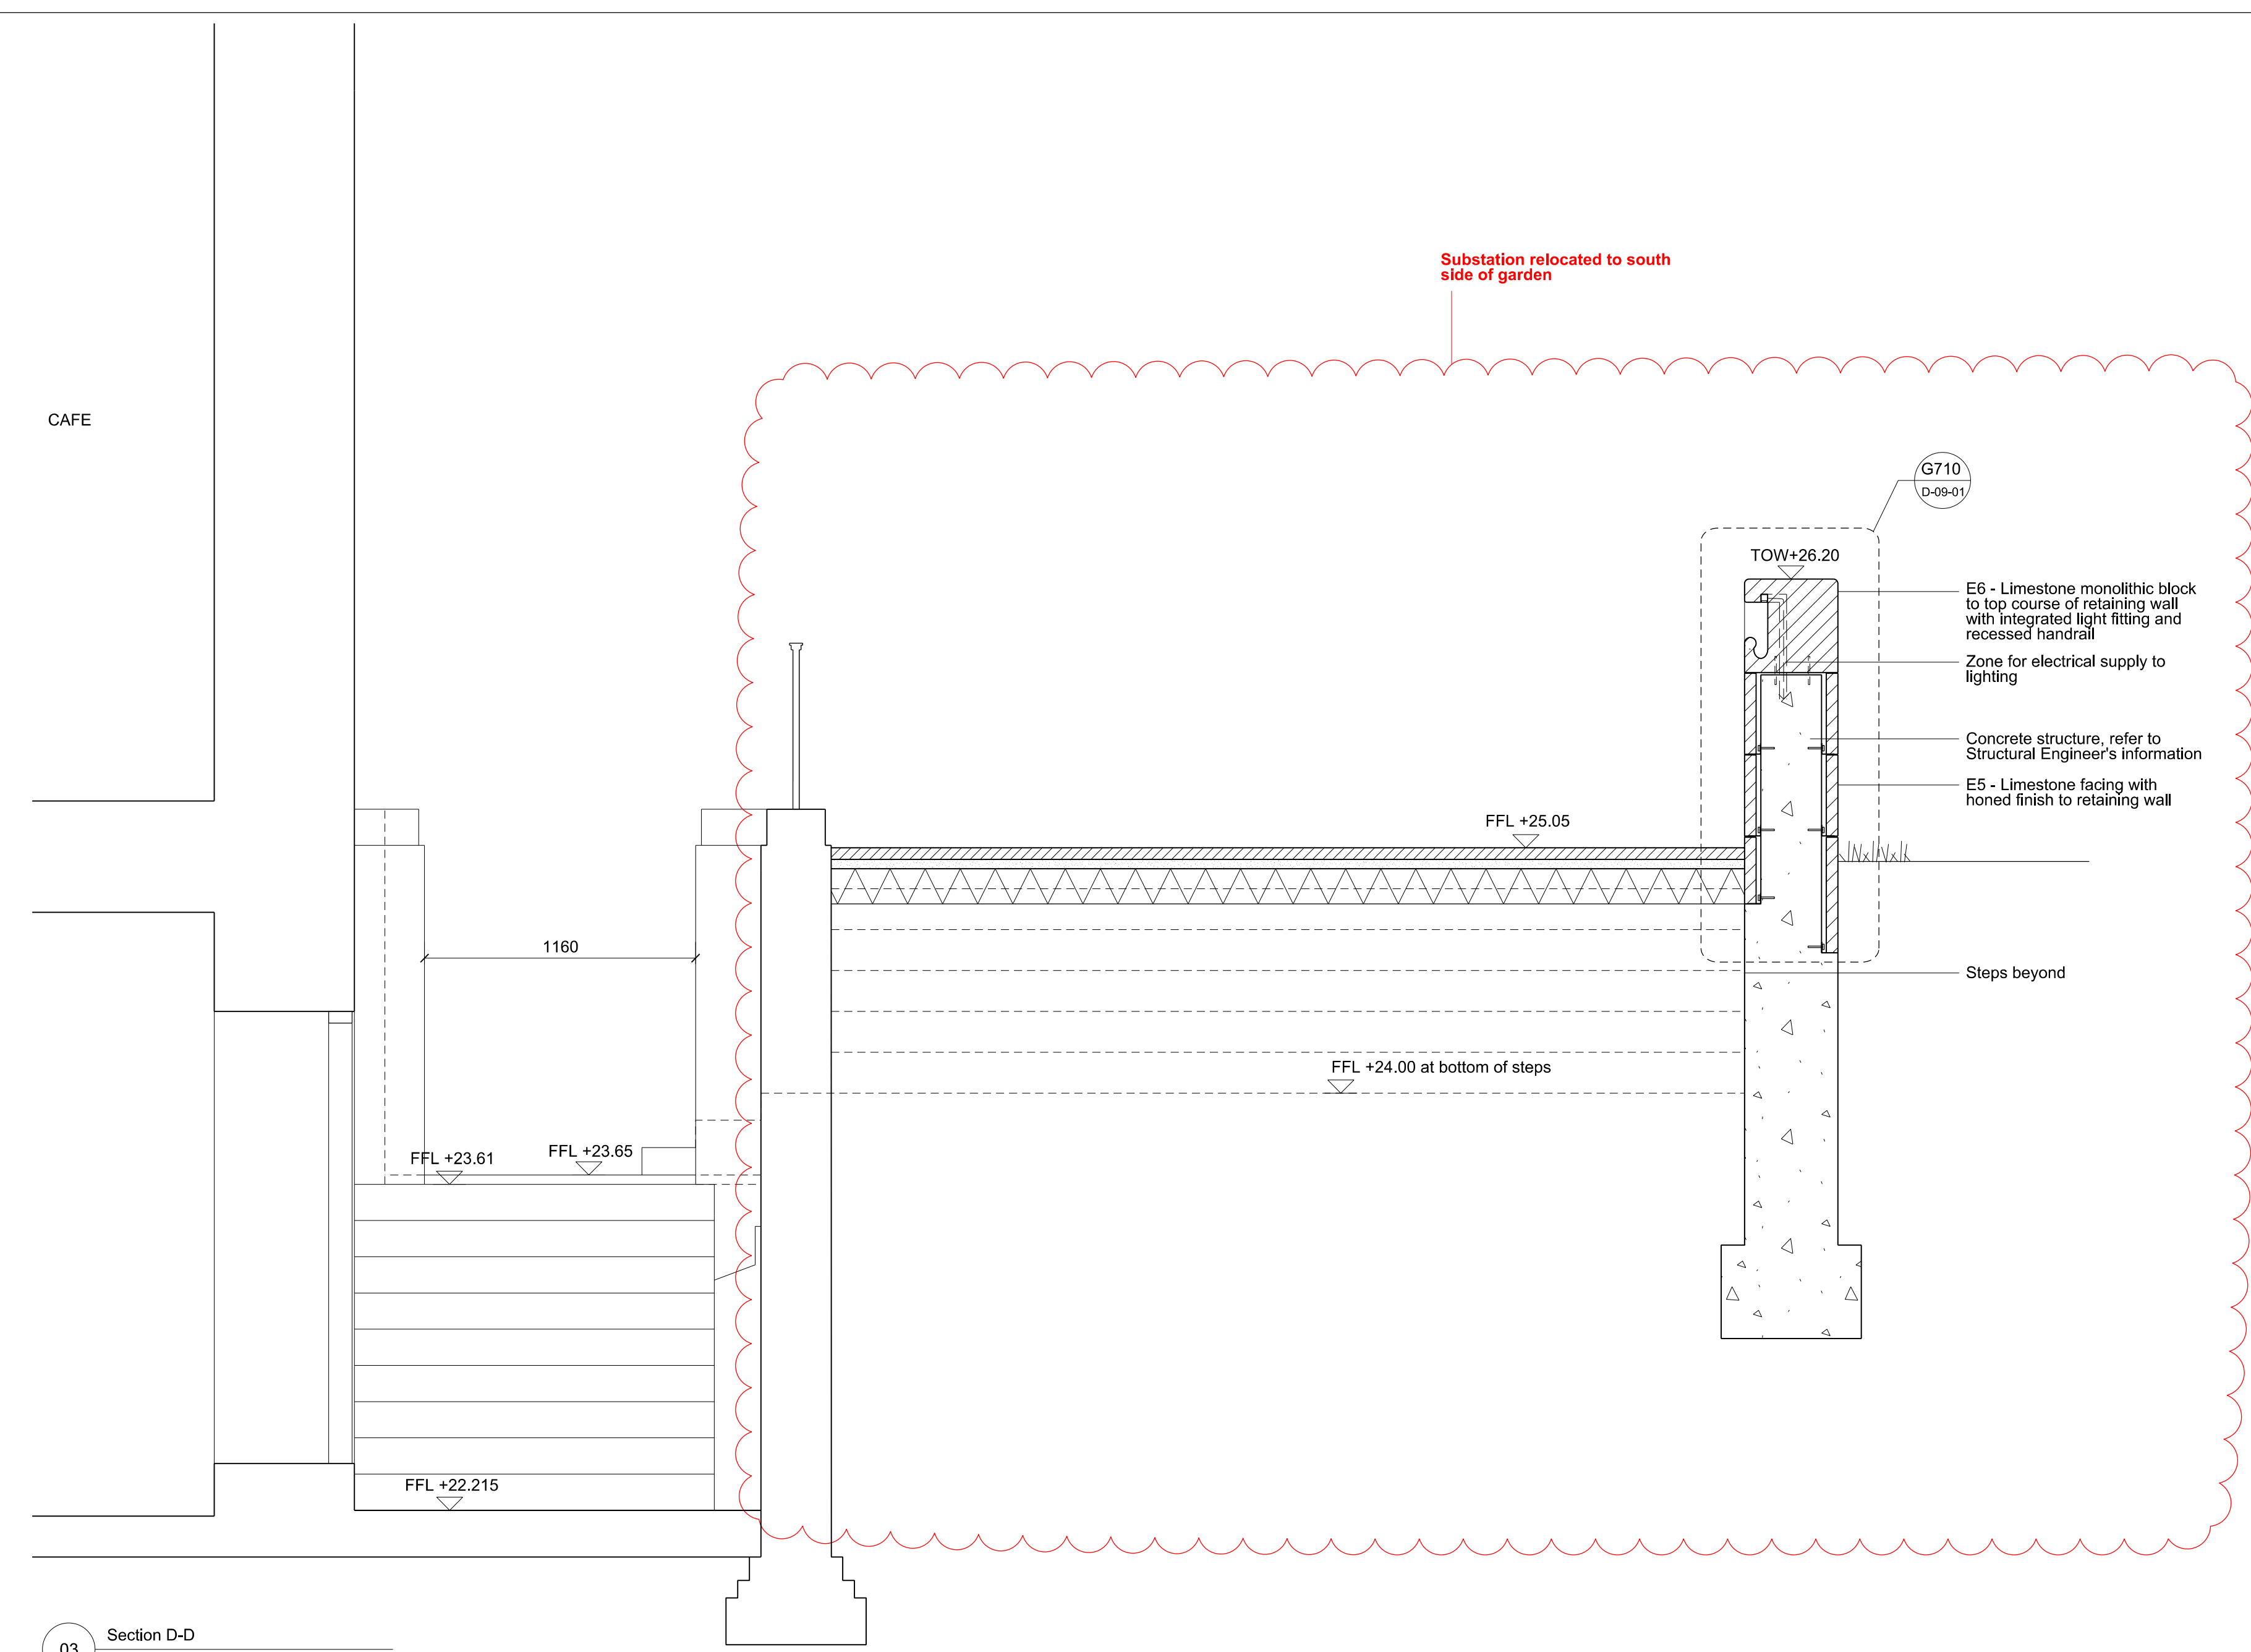 Substation relocated to south
side of garden
CAFE
G710
D-09-01
TOW+26.20
E6 - Limestone monolithic block
to top course of retaining wall
with integrated light fitting and
recessed handrail
Zone for electrical supply to
lighting
Concrete structure, refer to
Structural Engineer's information
E5 - Limestone facing with
honed finish to retaining wall
FFL +25.05
1160
Steps beyond
FFL +24.00 at bottom of steps
FFL +23.61
FFL +23.65
FFL +22.215
Section D-D
03